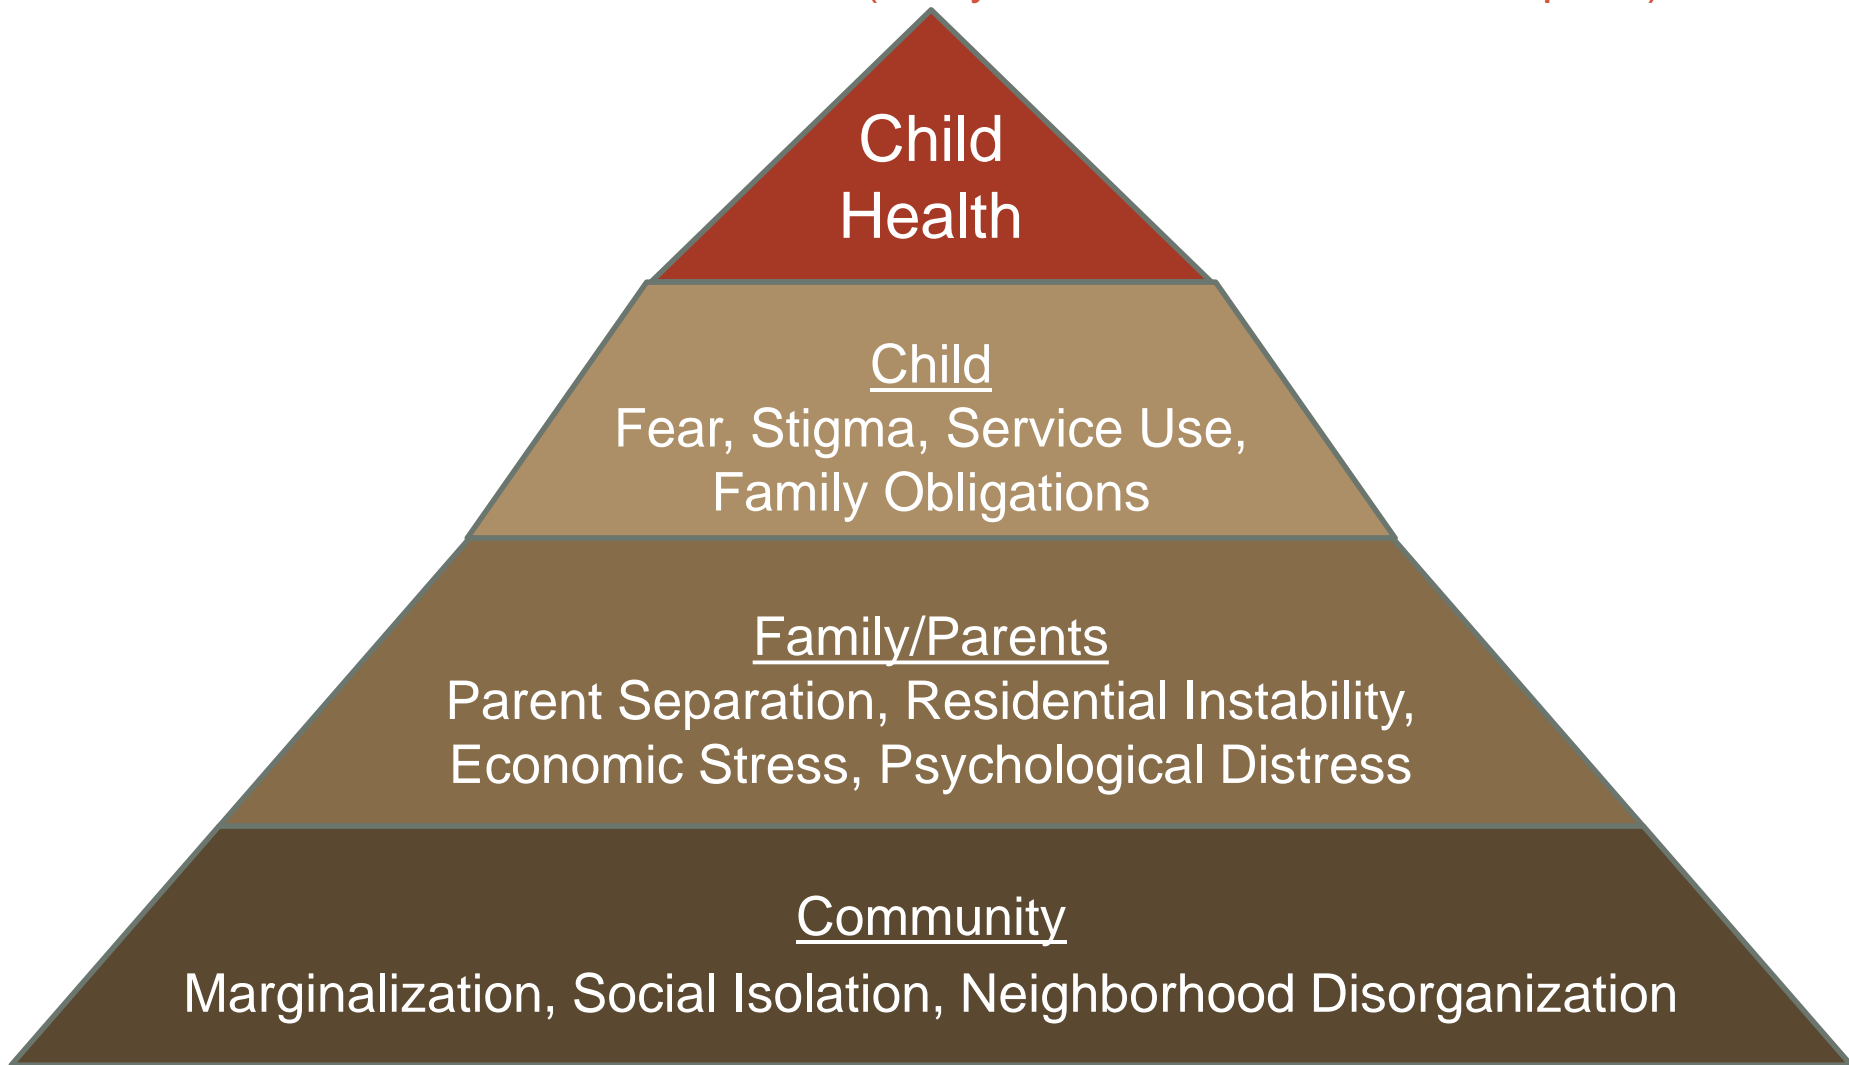 Child
Health
Child
Fear, Stigma, Service Use,
Family Obligations
Family/Parents
Parent Separation, Residential Instability,
Economic Stress, Psychological Distress
Community
Marginalization, Social Isolation, Neighborhood Disorganization